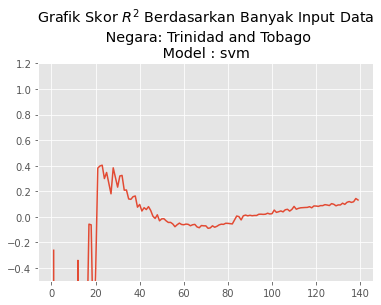 Grafik Skor R² Berdasarkan Banyak Input Data
Negara: Trinidad and Tobago
Model : svm
1.2
1.0
0.8
0.6
0.4
0.2
0.0
−0.2
−0.4
0 20 40 60 80 100 120 140